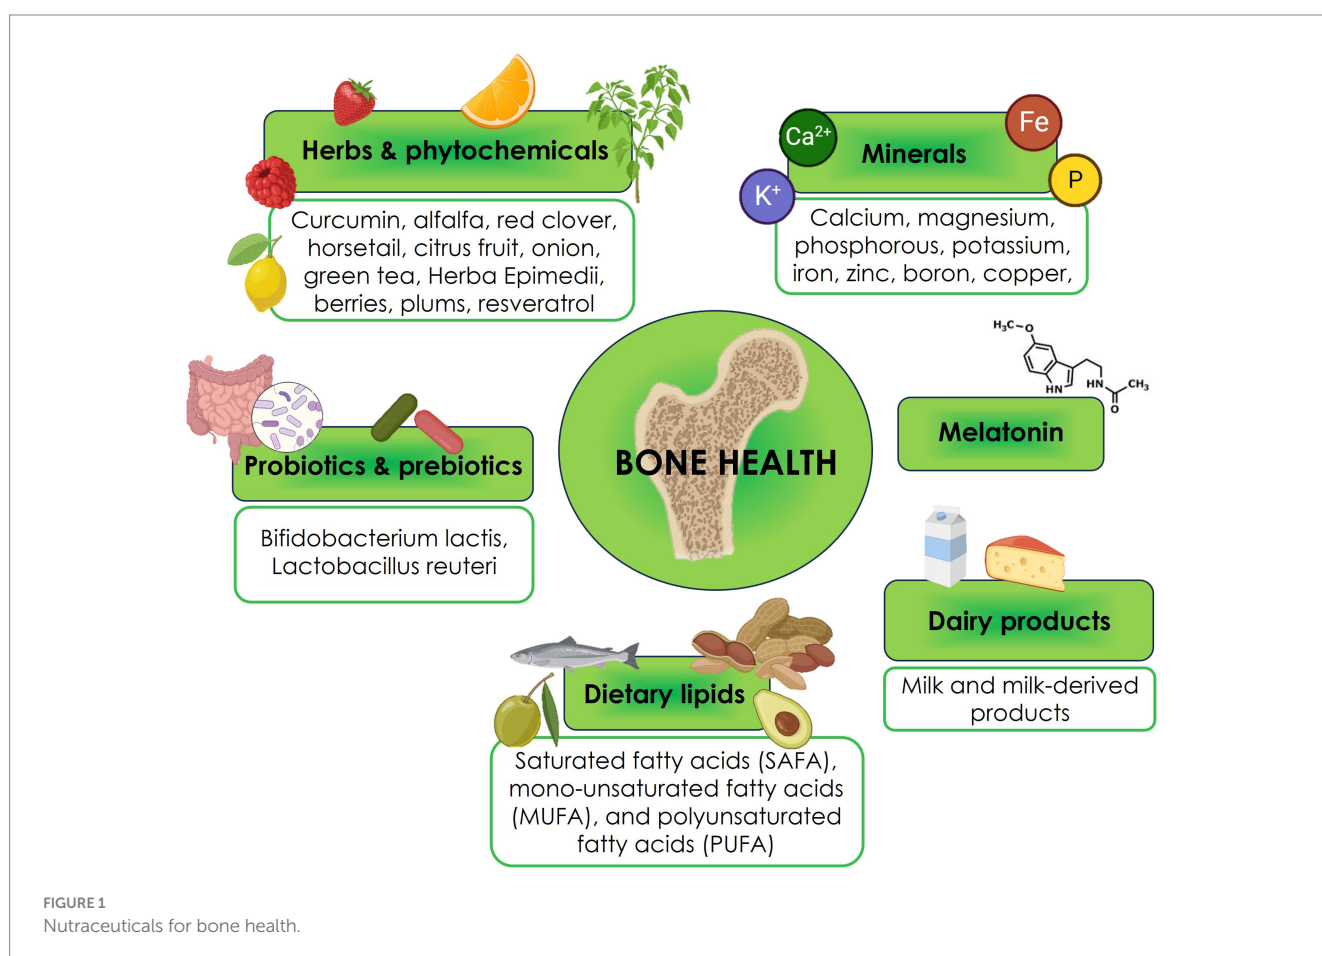 Herbs & phytochemicals
Curcumin, alfalfa, red clover,
horsetail, citrus fruit, onion,
green tea, Herba Epimedii,
berries, plums, resveratrol
Ca2+
Fe
K+
P
Minerals
Calcium, magnesium,
phosphorous, potassium,
iron, zinc, boron, copper,
Probiotics & prebiotics
Bifidobacterium lactis,
Lactobacillus reuteri
BONE HEALTH
H₃C
O
HN
HN
CH₃
O
Melatonin
Dairy products
Milk and milk-derived
products
Dietary lipids
Saturated fatty acids (SAFA),
mono-unsaturated fatty acids
(MUFA), and polyunsaturated
fatty acids (PUFA)
FIGURE 1
Nutraceuticals for bone health.